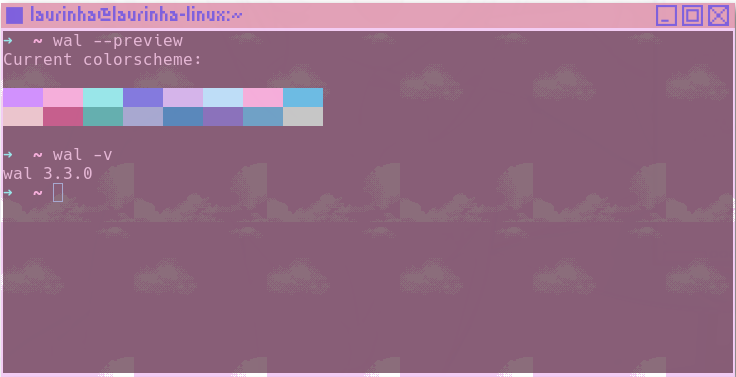 laurinha@laurinha-linux:~
➜ ~ wal --preview
Current colorscheme:
➜ ~ wal -v
wal 3.3.0
➜ ~